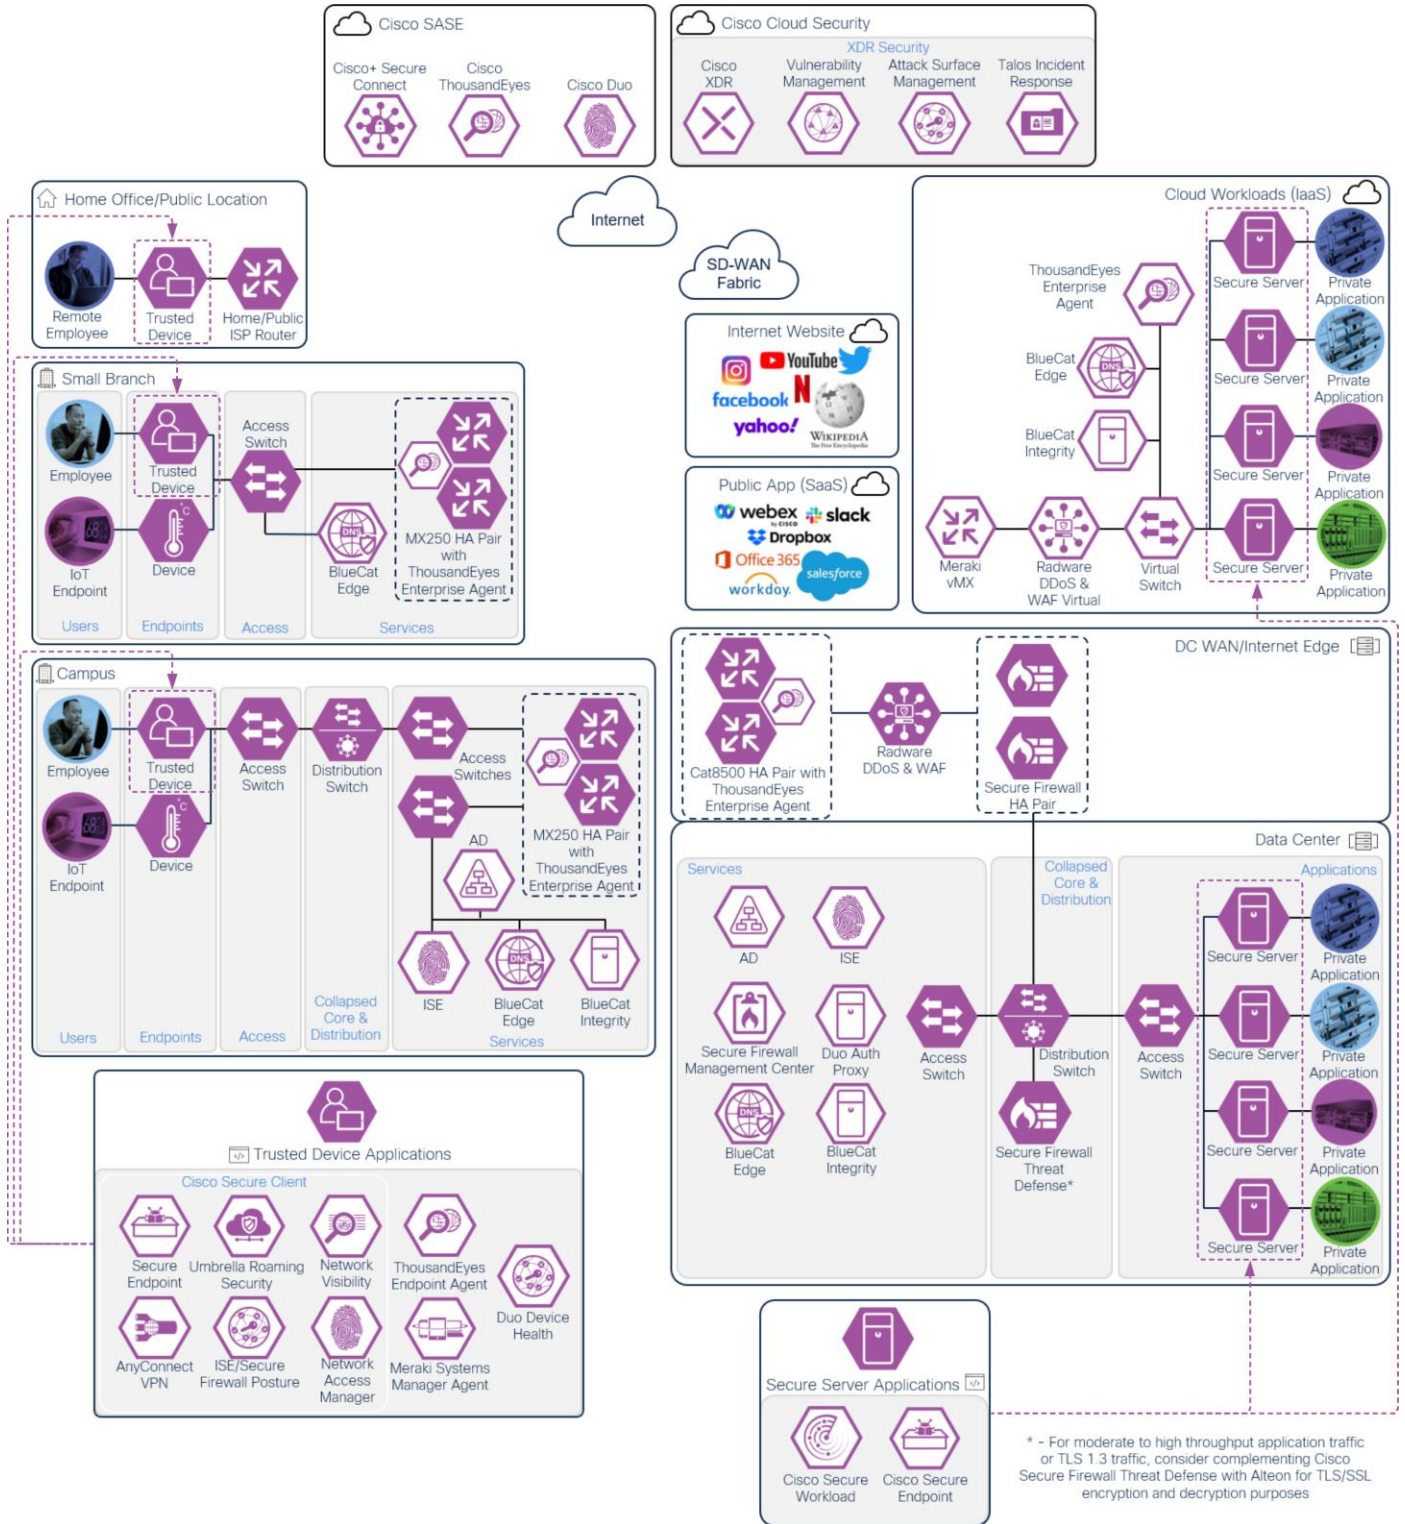 Cisco SASE
Cisco+ Secure
Connect
Cisco
ThousandEyes
Cisco Duo
Cisco Cloud Security
XDR Security
Cisco
XDR
Vulnerability
Management
Attack Surface
Management
Talos Incident
Response
Home Office/Public Location
Remote
Employee
Trusted
Device
Home/Public
ISP Router
Internet
SD-WAN
Fabric
Internet Website
YouTube
facebook
N
yahoo!
WIKIPEDIA
The Free Encyclopedia
Public App (SaaS)
webex
by CISCO
slack
Dropbox
Office 365
workday.
salesforce
Cloud Workloads (IaaS)
ThousandEyes
Enterprise
Agent
BlueCat
Edge
DNS
BlueCat
Integrity
Meraki
vMX
Radware
DDoS &
WAF Virtual
Virtual
Switch
Secure Server
Private
Application
Secure Server
Private
Application
Secure Server
Private
Application
Secure Server
Private
Application
Small Branch
Employee
Trusted
Device
IoT
Endpoint
68
°C
Device
Access
Switch
DNS
BlueCat
Edge
MX250 HA Pair
with
ThousandEyes
Enterprise Agent
Users
Endpoints
Access
Services
Campus
Employee
Trusted
Device
IoT
Endpoint
68
°C
Device
Access
Switch
Distribution
Switch
Access
Switches
AD
MX250 HA Pair
with
ThousandEyes
Enterprise Agent
ISE
DNS
BlueCat
Edge
BlueCat
Integrity
Users
Endpoints
Access
Collapsed
Core &
Distribution
Services
DC WAN/Internet Edge
Cat8500 HA Pair with
ThousandEyes
Enterprise Agent
Radware
DDoS & WAF
Secure Firewall
HA Pair
Data Center
Services
Collapsed
Core &
Distribution
Applications
AD
ISE
Secure Firewall
Management Center
Duo Auth
Proxy
DNS
BlueCat
Edge
BlueCat
Integrity
Access
Switch
Distribution
Switch
Secure Firewall
Threat
Defense*
Access
Switch
Secure Server
Private
Application
Secure Server
Private
Application
Secure Server
Private
Application
Secure Server
Private
Application
Trusted Device Applications
Cisco Secure Client
Secure
Endpoint
Umbrella Roaming
Security
Network
Visibility
ThousandEyes
Endpoint Agent
Duo Device
Health
AnyConnect
VPN
ISE/Secure
Firewall Posture
Network
Access
Manager
Meraki Systems
Manager Agent
Secure Server Applications
Cisco Secure
Workload
Cisco Secure
Endpoint
* - For moderate to high throughput application traffic
or TLS 1.3 traffic, consider complementing Cisco
Secure Firewall Threat Defense with Alteon for TLS/SSL
encryption and decryption purposes